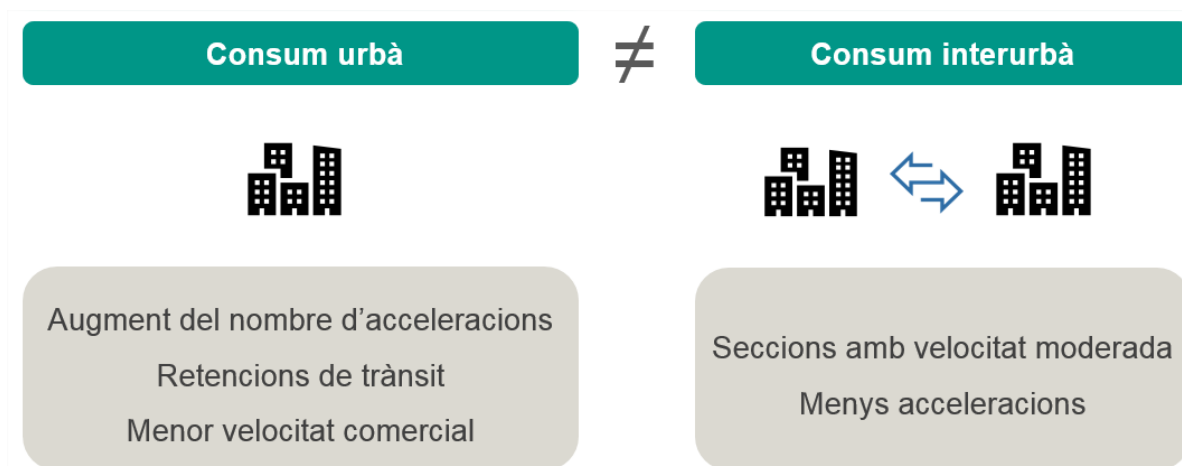 Consum urbà
≠
Consum interurbà
Augment del nombre d’acceleracions
Retencions de trànsit
Menor velocitat comercial
Seccions amb velocitat moderada
Menys acceleracions